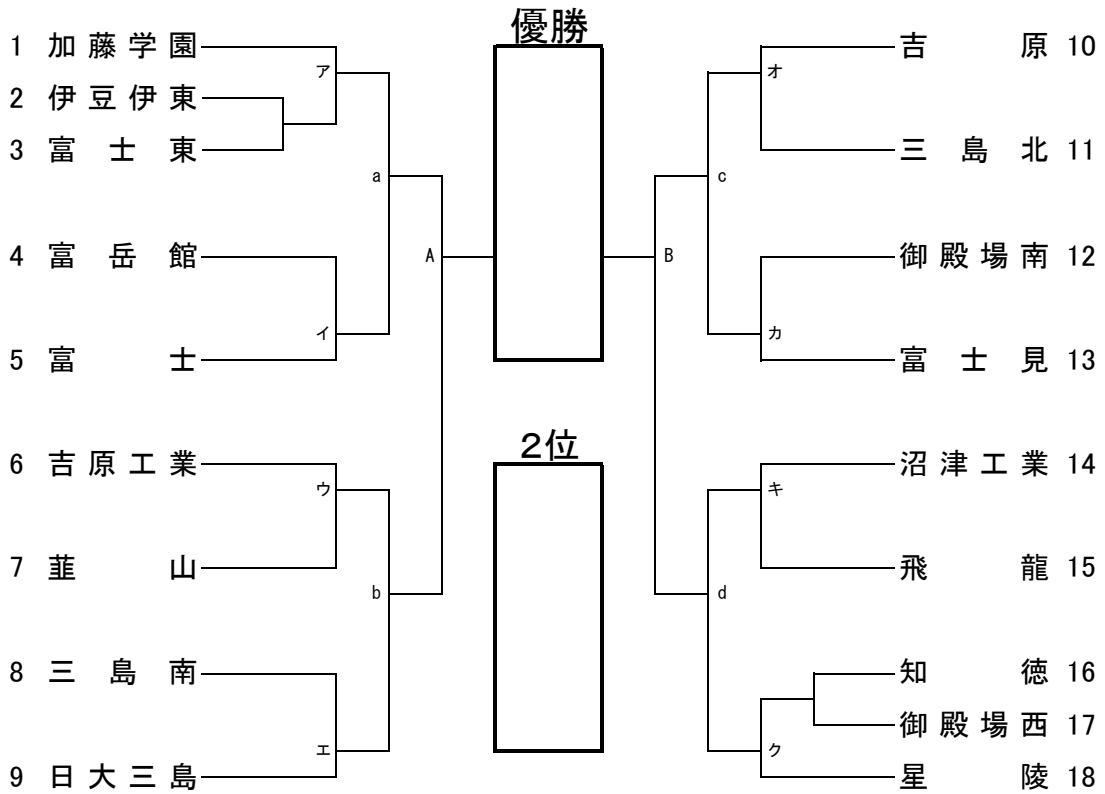 優勝
1 加藤学園
ア
2 伊豆伊東
3 富士東
a
4 富岳館
イ
5 富士
A
6 吉原工業
ウ
7 韮山
b
8 三島南
エ
9 日大三島
2位
吉原 10
オ
三島北 11
c
御殿場南 12
カ
富士見 13
B
沼津工業 14
キ
飛龍 15
d
知徳 16
御殿場西 17
ク
星陵 18